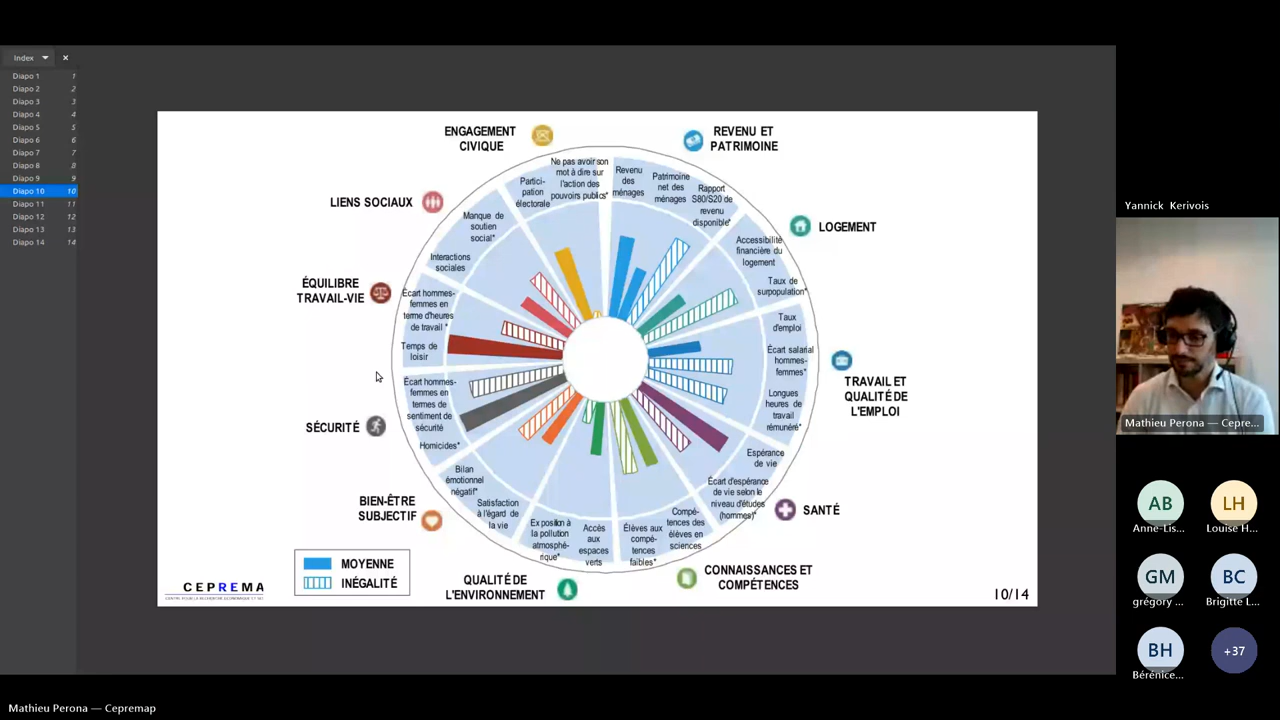 Index
Diapo 1 1
Diapo 2 2
Diapo 3 3
Diapo 4 4
Diapo 5 5
Diapo 6 6
Diapo 7 7
Diapo 8 8
Diapo 9 9
Diapo 10 10
Diapo 11 11
Diapo 12 12
Diapo 13 13
Diapo 14 14
ENGAGEMENT
CIVIQUE
REVENU ET
PATRIMOINE
LIENS SOCIAUX
LOGEMENT
ÉQUILIBRE
TRAVAIL-VIE
TRAVAIL ET
QUALITÉ DE
L'EMPLOI
SÉCURITÉ
SANTÉ
BIEN-ÊTRE
SUBJECTIF
QUALITÉ DE
L'ENVIRONNEMENT
CONNAISSANCES ET
COMPÉTENCES
Partici-
pation
électorale
Ne pas avoir son
mot à dire sur
l'action des
pouvoirs publics*
Revenu
des
ménages
Patrimoine
net des
ménages
Rapport
S80/S20 de
revenu
disponible*
Accessibilité
financière du
logement
Taux de
surpopulation*
Taux
d'emploi
Écart salarial
hommes-
femmes*
Longues
heures de
travail
rémunéré*
Espérance
de vie
Écart d'espérance
de vie selon le
niveau d'études
(hommes)*
Compé-
tences des
élèves en
sciences
Élèves aux
compé-
tences
faibles*
Accès
aux
espaces
verts
Exposition à
la pollution
atmosphé-
rique*
Satisfaction
à l'égard de
la vie
Bilan
émotionnel
négatif*
Homicides*
Écart hommes-
femmes en
termes de
sentiment de
sécurité
Temps de
loisir
Écart hommes-
femmes en
terme d'heures
de travail *
Interactions
sociales
Manque de
soutien
social*
MOYENNE
INÉGALITÉ
CEPREMA
10/14
Yannick Kerivois
Mathieu Perona — Cepre...
AB
Anne-Lis...
LH
Louise H...
GM
grégory ...
BC
Brigitte L...
BH
Bérénice...
+37
Mathieu Perona — Cepremap